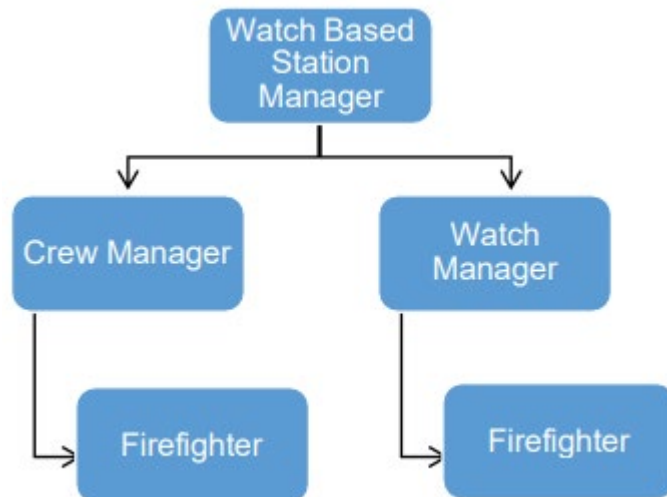 Watch Based
Station
Manager
Crew Manager
Watch
Manager
Firefighter
Firefighter